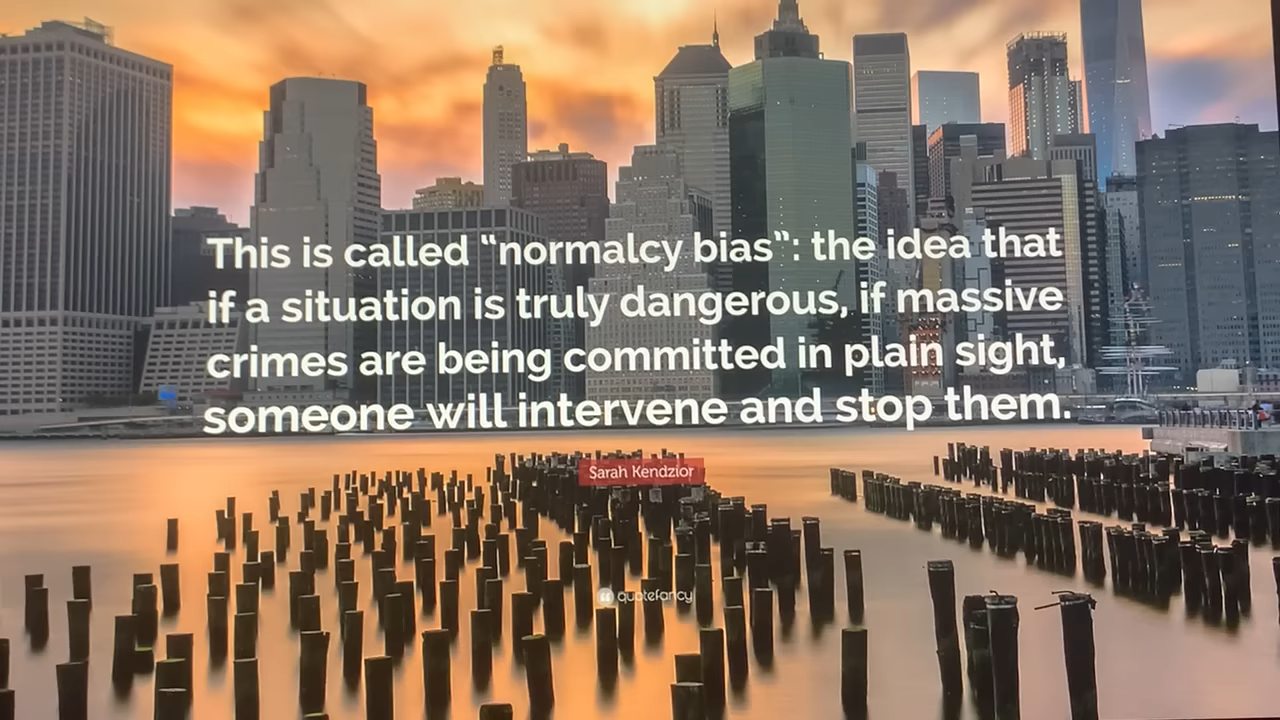 This is called “normalcy bias”: the idea that
if a situation is truly dangerous, if massive
crimes are being committed in plain sight,
someone will intervene and stop them.
Sarah Kendzior
quotefancy